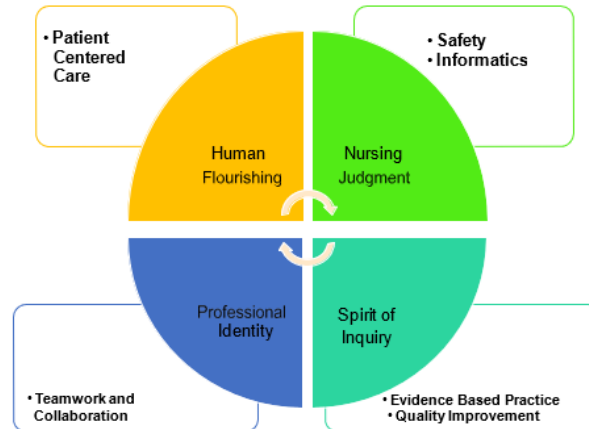 • Patient
Centered
Care
• Safety
• Informatics
Human
Flourishing
Nursing
Judgment
Professional
Identity
Spirit of
Inquiry
• Teamwork and
Collaboration
• Evidence Based Practice
• Quality Improvement